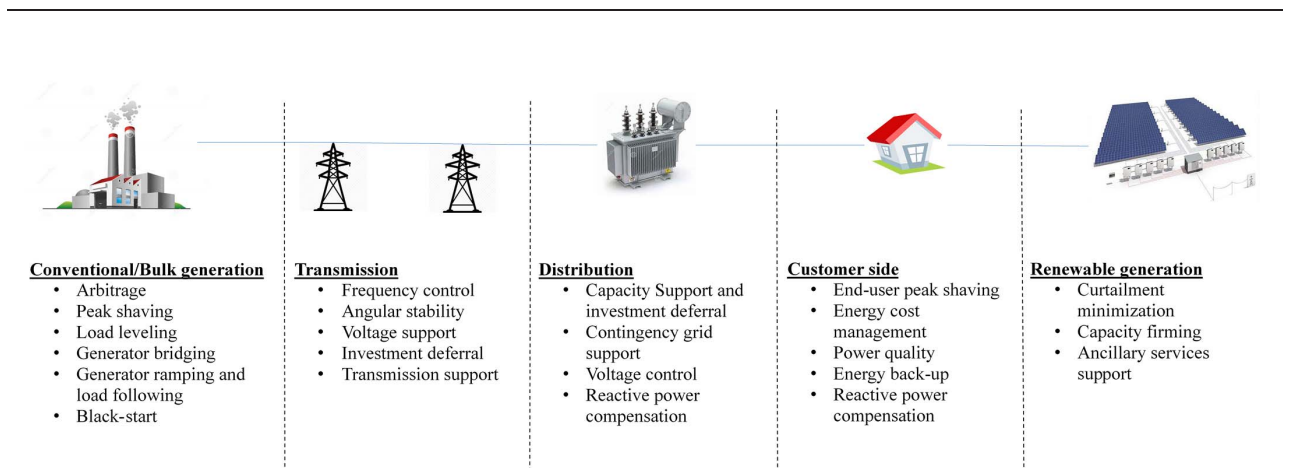 Conventional/Bulk generation
• Arbitrage
• Peak shaving
• Load leveling
• Generator bridging
• Generator ramping and
load following
• Black-start
Transmission
• Frequency control
• Angular stability
• Voltage support
• Investment deferral
• Transmission support
Distribution
• Capacity Support and
investment deferral
• Contingency grid
support
• Voltage control
• Reactive power
compensation
Customer side
• End-user peak shaving
• Energy cost
management
• Power quality
• Energy back-up
• Reactive power
compensation
Renewable generation
• Curtailment
minimization
• Capacity firming
• Ancillary services
support